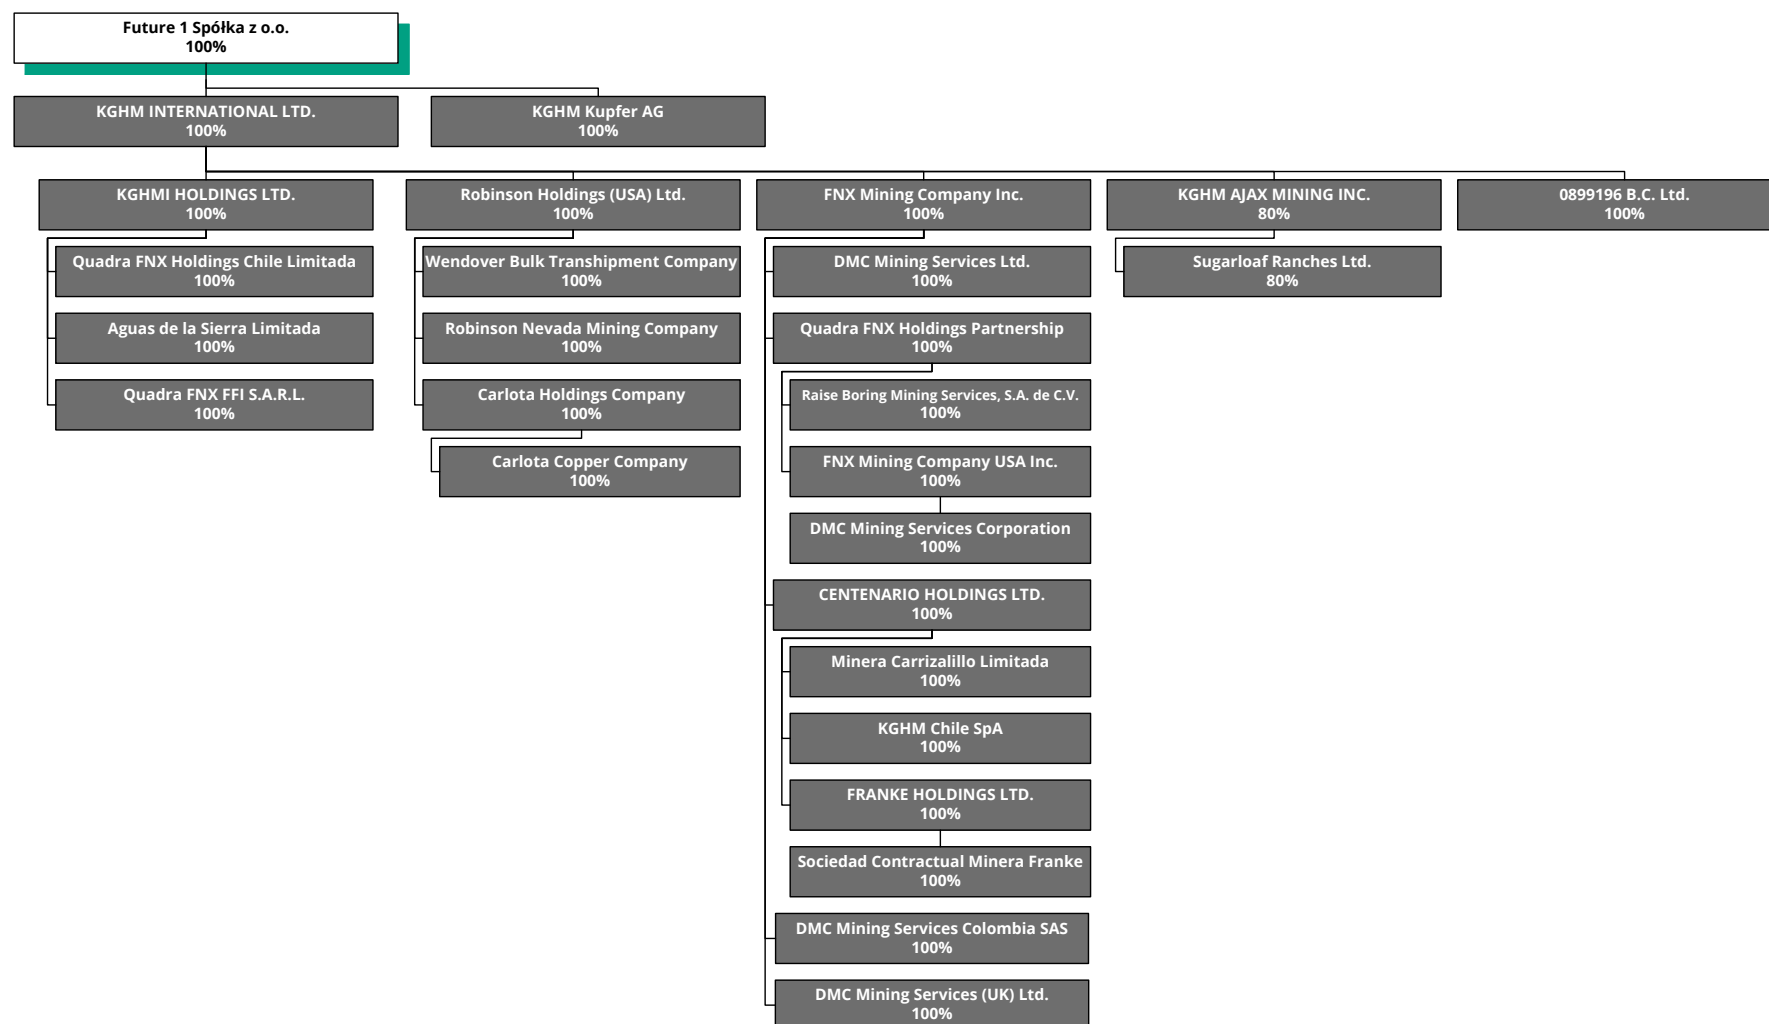 Future 1 Spółka z o.o.
100%
KGHM INTERNATIONAL LTD.
100%
KGHM Kupfer AG
100%
KGHMI HOLDINGS LTD.
100%
Robinson Holdings (USA) Ltd.
100%
FNX Mining Company Inc.
100%
KGHM AJAX MINING INC.
80%
0899196 B.C. Ltd.
100%
Quadra FNX Holdings Chile Limitada
100%
Aguas de la Sierra Limitada
100%
Quadra FNX FFI S.A.R.L.
100%
Wendover Bulk Transhipment Company
100%
Robinson Nevada Mining Company
100%
Carlota Holdings Company
100%
Carlota Copper Company
100%
DMC Mining Services Ltd.
100%
Quadra FNX Holdings Partnership
100%
Raise Boring Mining Services, S.A. de C.V.
100%
FNX Mining Company USA Inc.
100%
DMC Mining Services Corporation
100%
CENTENARIO HOLDINGS LTD.
100%
Minera Carrizalillo Limitada
100%
KGHM Chile SpA
100%
FRANKE HOLDINGS LTD.
100%
Sociedad Contractual Minera Franke
100%
DMC Mining Services Colombia SAS
100%
DMC Mining Services (UK) Ltd.
100%
Sugarloaf Ranches Ltd.
80%